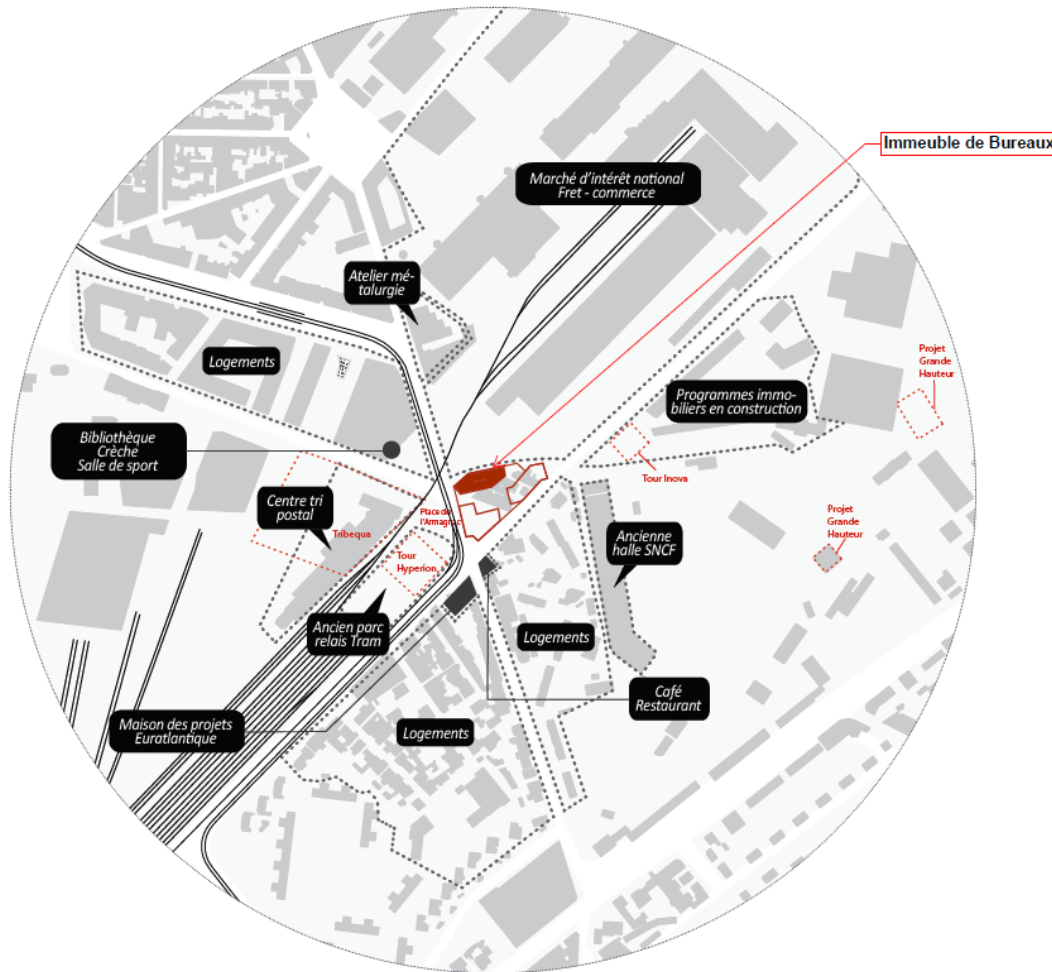 Immeuble de Bureaux
Marché d'intérêt national
Fret - commerce
Atelier mé-
talurgie
Logements
Projet
Grande
Hauteur
Programmes immo-
biliers en construction
Bibliothèque
Crèche
Salle de sport
Tour Inova
Centre tri
postal
Place de
l'Armagnac
Tribequa
Tour
Hyperion
Ancienne
halle SNCF
Projet
Grande
Hauteur
Ancien parc
relais Tram
Logements
Café
Restaurant
Maison des projets
Euratlantique
Logements